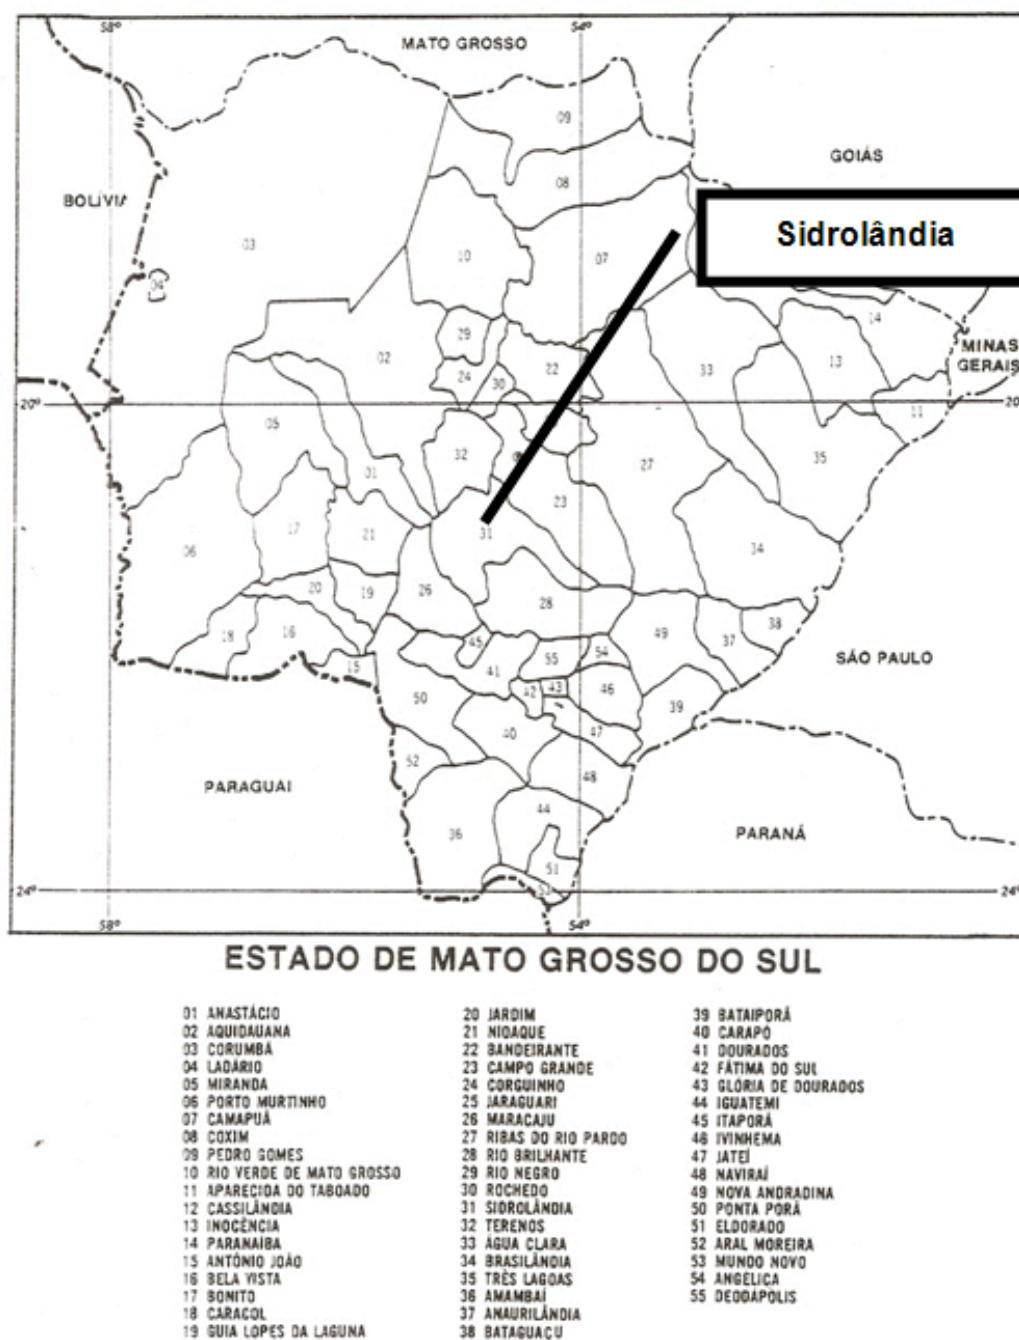 58º
54º
MATO GROSSO
09
GOIÁS
08
BOLÍVIA
Sidrolândia
03
10
07
04
14
29
02
MINAS
GERAIS
22
13
33
24
30
20º
20
11
05
32
35
27
01
23
17
21
31
34
06
20
19
26
28
38
18
16
45
49
37
54
55
SÃO PAULO
15
41
42
43
46
50
39
40
47
52
48
PARAGUAI
44
36
PARANÁ
51
53
24º
24º
58º
54º
ESTADO DE MATO GROSSO DO SUL
01 ANASTÁCIO
02 AQUIDAUANA
03 CORUMBÁ
04 LADÁRIO
05 MIRANDA
06 PORTO MURTINHO
07 CAMAPUÃ
08 COXIM
09 PEDRO GOMES
10 RIO VERDE DE MATO GROSSO
11 APARECIDA DO TABOADO
12 CASSILÂNDIA
13 INOCÊNCIA
14 PARANAÍBA
15 ANTÔNIO JOÃO
16 BELA VISTA
17 BONITO
18 CARACOL
19 GUIA LOPES DA LAGUNA
20 JARDIM
21 NIOAQUE
22 BANDEIRANTE
23 CAMPO GRANDE
24 CORGUINHO
25 JARAGUARI
26 MARACAJU
27 RIBAS DO RIO PARDO
28 RIO BRILHANTE
29 RIO NEGRO
30 ROCHEDO
31 SIDROLÂNDIA
32 TERENOS
33 ÁGUA CLARA
34 BRASILÂNDIA
35 TRÊS LAGOAS
36 AMAMBAÍ
37 ANAURILÂNDIA
38 BATAGUAÇU
39 BATAIPORÃ
40 CARAPÓ
41 DOURADOS
42 FÁTIMA DO SUL
43 GLÓRIA DE DOURADOS
44 IGUATEMI
45 ITAPORÃ
46 IVINHEMA
47 JATEÍ
48 NAVIRAÍ
49 NOVA ANDRADINA
50 PONTA PORÃ
51 ELDORADO
52 ARAL MOREIRA
53 MUNDO NOVO
54 ANGÉLICA
55 DEODÁPOLIS